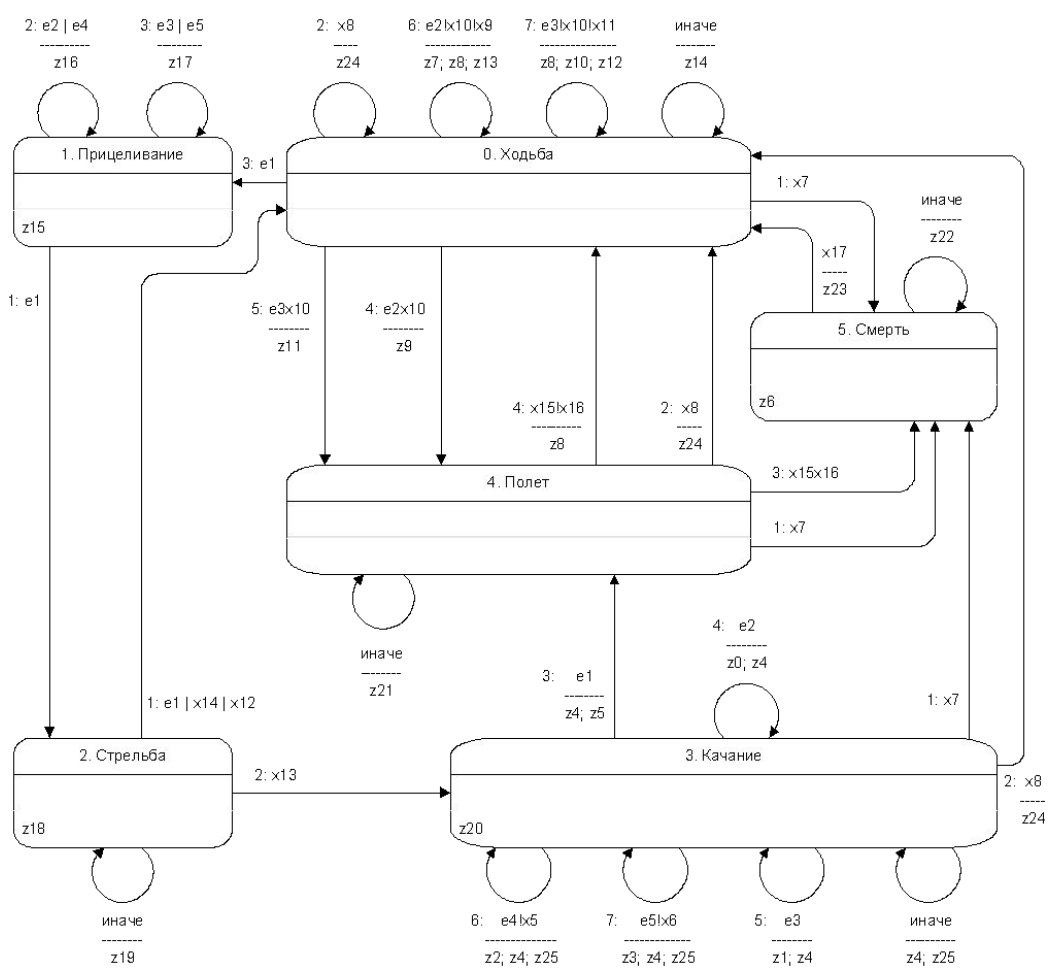 2: e2 | e4
----------
z16
3: e3 | e5
---------
z17
2: x8
-----
z24
6: e2!x10!x9
---------------
z7; z8; z13
7: e3!x10!x11
----------------
z8; z10; z12
иначе
--------
z14
1. Прицеливание
z15
3: e1
0. Ходьба
1: x7
иначе
--------
z22
x17
-----
z23
5. Смерть
z6
1: e1
5: e3x10
--------
z11
4: e2x10
--------
z9
4: x15!x16
----------
z8
2: x8
-----
z24
4. Полет
3: x15x16
1: x7
иначе
--------
z21
3: e1
--------
z4; z5
4: e2
--------
z0; z4
1: x7
1: e1 | x14 | x12
2. Стрельба
z18
2: x13
3. Качание
z20
2: x8
-----
z24
иначе
--------
z19
6: e4!x5
--------------
z2; z4; z25
7: e5!x6
--------------
z3; z4; z25
5: e3
--------
z1; z4
иначе
--------
z4; z25